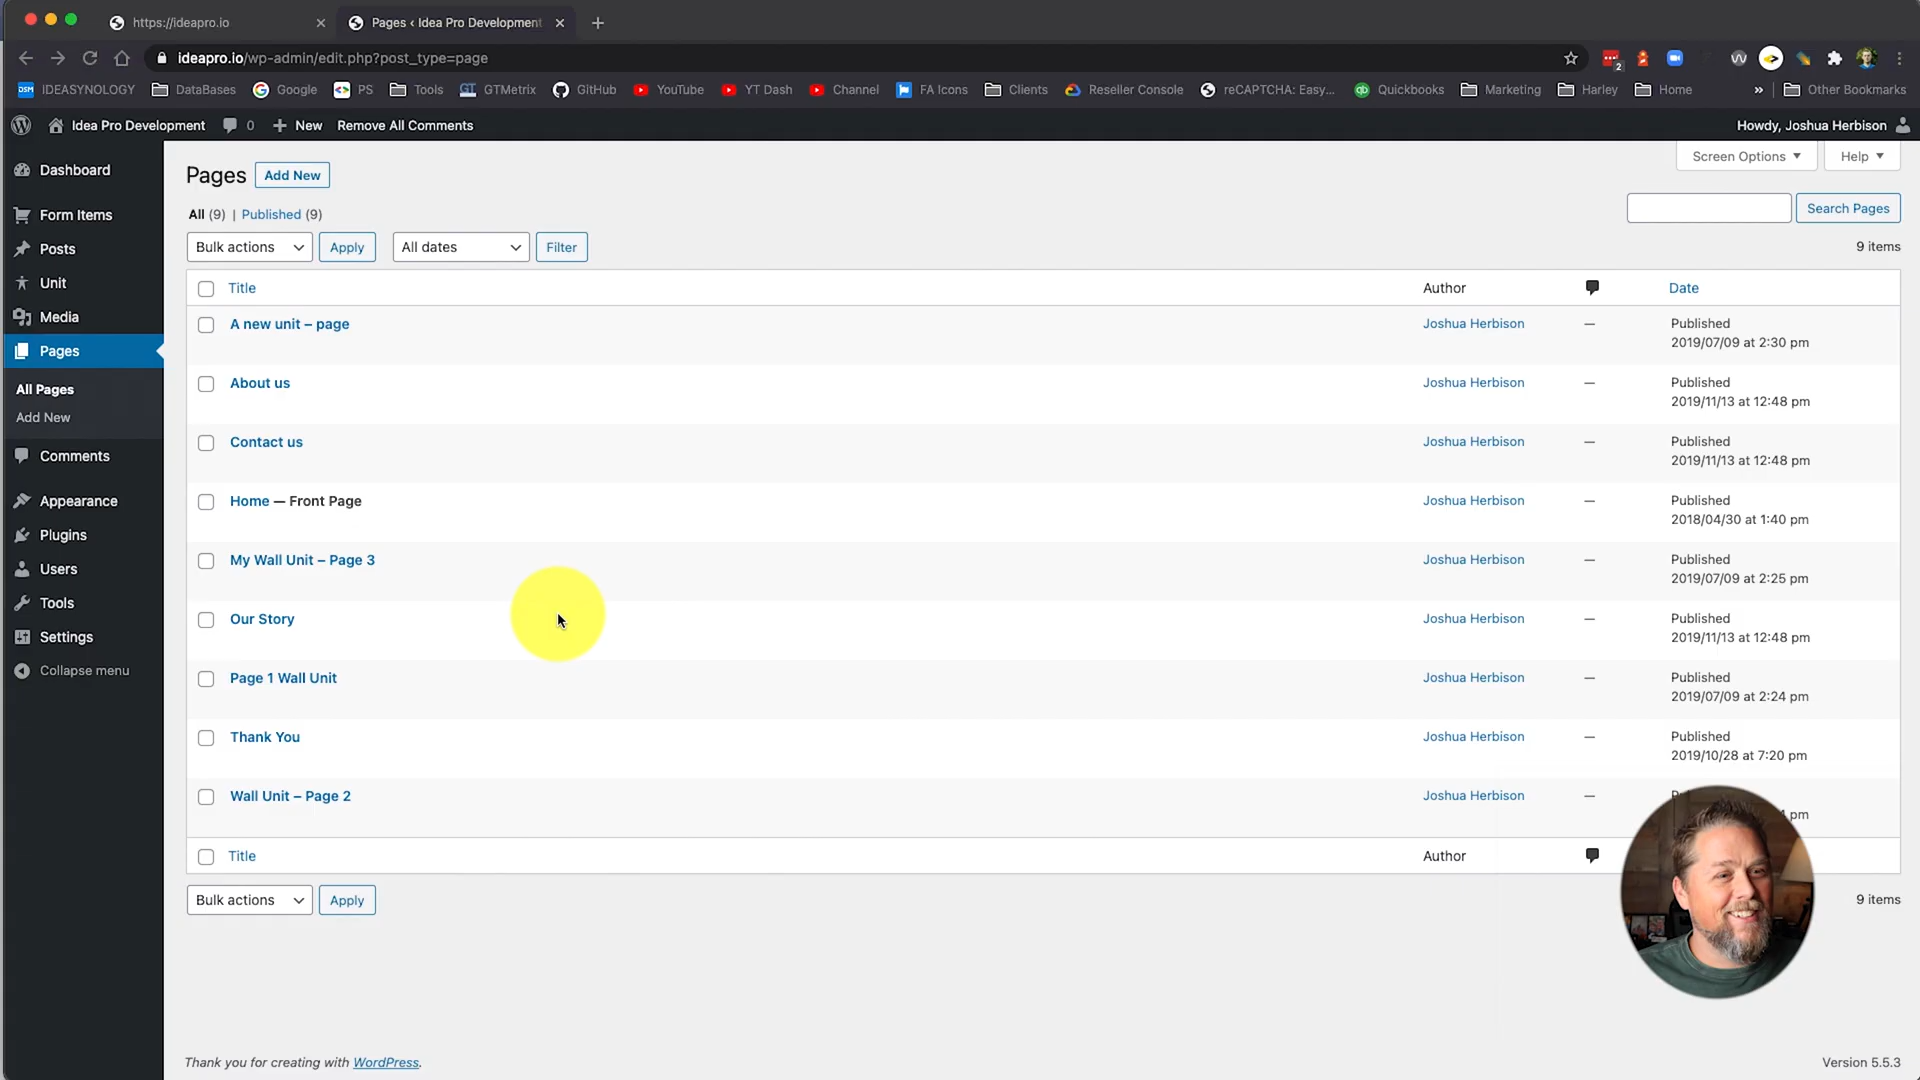 https://ideapro.io
Pages ‹ Idea Pro Development
ideapro.io/wp-admin/edit.php?post_type=page
2
DSM IDEASYNOLOGY DataBases Google PS Tools GTMetrix GitHub YouTube YT Dash Channel FA Icons Clients Reseller Console reCAPTCHA: Easy... Quickbooks Marketing Harley Home » Other Bookmarks
Idea Pro Development 0 New Remove All Comments Howdy, Joshua Herbison
Screen Options Help
Dashboard
Form Items
Posts
Unit
Media
Pages
All Pages
Add New
Comments
Appearance
Plugins
Users
Tools
Settings
Collapse menu
Pages Add New
All (9) | Published (9)
Search Pages
Bulk actions Apply All dates Filter 9 items
Title Author Date
A new unit – page Joshua Herbison — Published
2019/07/09 at 2:30 pm
About us Joshua Herbison — Published
2019/11/13 at 12:48 pm
Contact us Joshua Herbison — Published
2019/11/13 at 12:48 pm
Home — Front Page Joshua Herbison — Published
2018/04/30 at 1:40 pm
My Wall Unit – Page 3 Joshua Herbison — Published
2019/07/09 at 2:25 pm
Our Story Joshua Herbison — Published
2019/11/13 at 12:48 pm
Page 1 Wall Unit Joshua Herbison — Published
2019/07/09 at 2:24 pm
Thank You Joshua Herbison — Published
2019/10/28 at 7:20 pm
Wall Unit – Page 2 Joshua Herbison —
pm
Title Author
Bulk actions Apply 9 items
Thank you for creating with WordPress.
Version 5.5.3